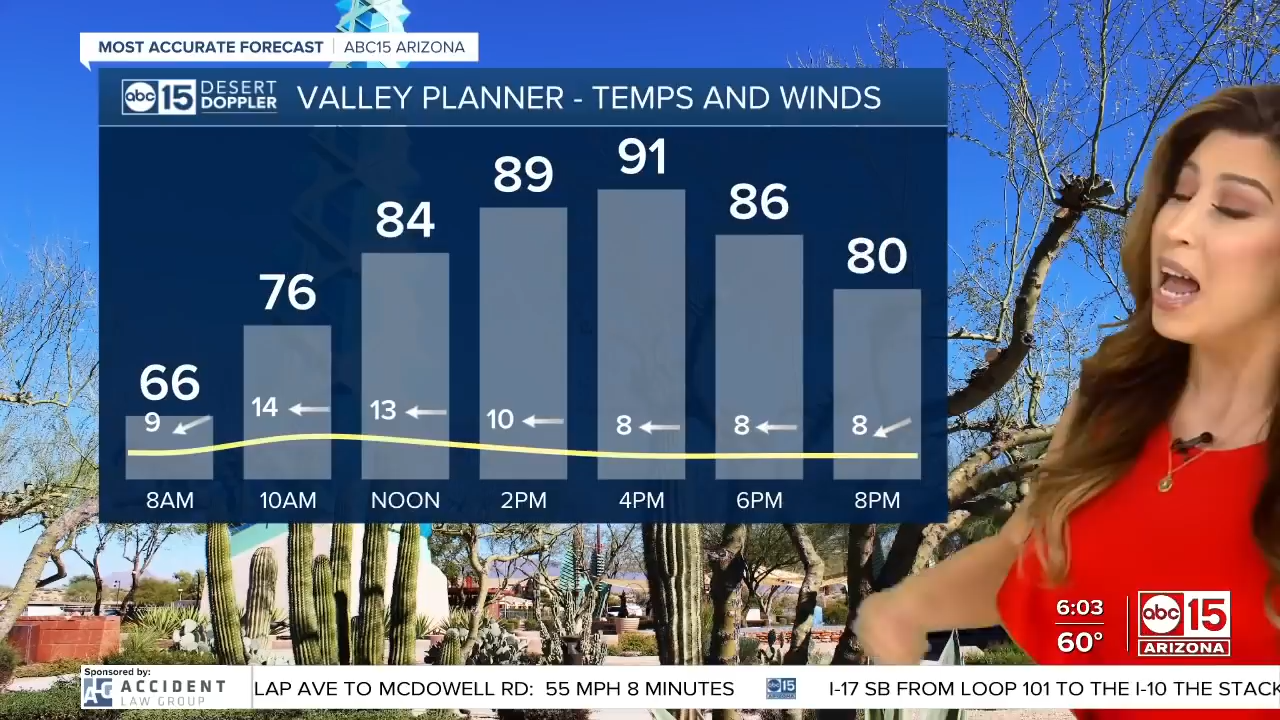 MOST ACCURATE FORECAST | ABC15 ARIZONA
abc 15 DESERT DOPPLER
VALLEY PLANNER - TEMPS AND WINDS
66 76 84 89 91 86 80
9 14 13 10 8 8 8
8AM 10AM NOON 2PM 4PM 6PM 8PM
6:03
60°
abc 15
ARIZONA
Sponsored by:
ACCIDENT
LAW GROUP
LAP AVE TO MCDOWELL RD: 55 MPH 8 MINUTES abc 15 I-17 SB FROM LOOP 101 TO THE I-10 THE STACK